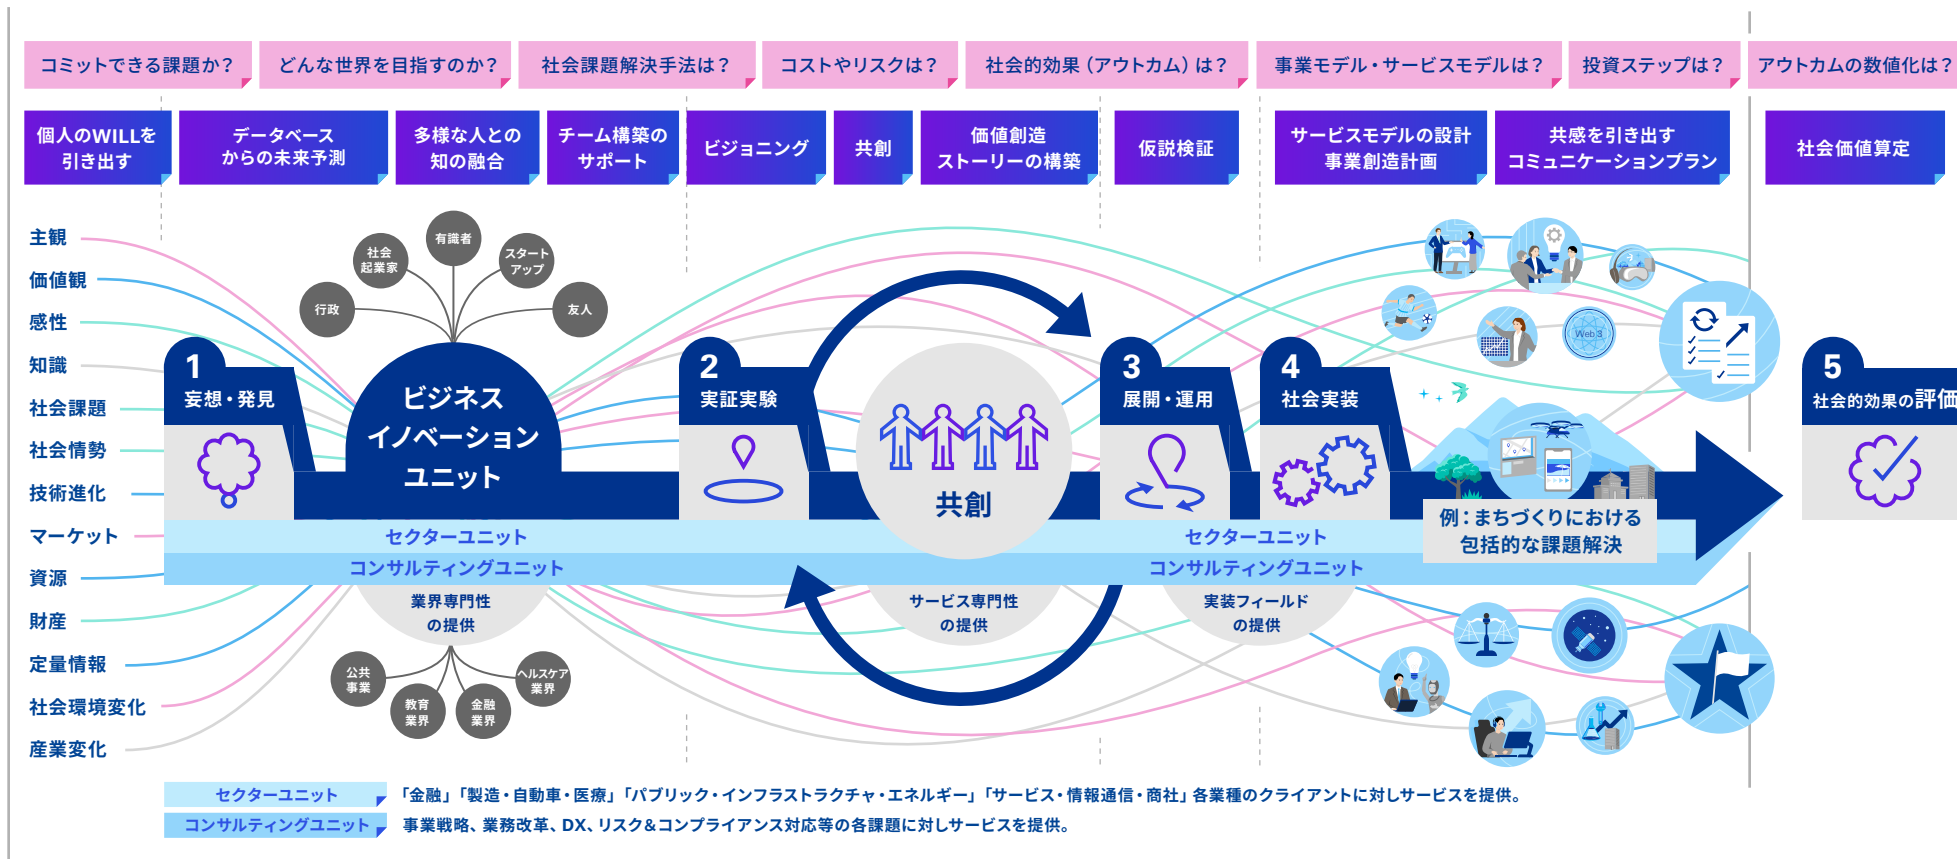 コミットできる課題か？
どんな世界を目指すのか？
社会課題解決手法は？
コストやリスクは？
社会的効果（アウトカム）は？
事業モデル・サービスモデルは？
投資ステップは？
アウトカムの数値化は？
個人のWILLを
引き出す
データベース
からの未来予測
多様な人との
知の融合
チーム構築の
サポート
ビジョニング
共創
価値創造
ストーリーの構築
仮説検証
サービスモデルの設計
事業創造計画
共感を引き出す
コミュニケーションプラン
社会価値算定
主観
価値観
感性
知識
社会課題
社会情勢
技術進化
マーケット
資源
財産
定量情報
社会環境変化
産業変化
行政
社会
起業家
有識者
スタート
アップ
友人
1
妄想・発見
ビジネス
イノベーション
ユニット
2
実証実験
共創
3
展開・運用
4
社会実装
Web 3
例：まちづくりにおける
包括的な課題解決
5
社会的効果の評価
セクターユニット
コンサルティングユニット
セクターユニット
コンサルティングユニット
業界専門性
の提供
サービス専門性
の提供
実装フィールド
の提供
公共
事業
教育
業界
金融
業界
ヘルスケア
業界
セクターユニット
「金融」「製造・自動車・医療」「パブリック・インフラストラクチャ・エネルギー」「サービス・情報通信・商社」各業種のクライアントに対しサービスを提供。
コンサルティングユニット
事業戦略、業務改革、DX、リスク&コンプライアンス対応等の各課題に対しサービスを提供。